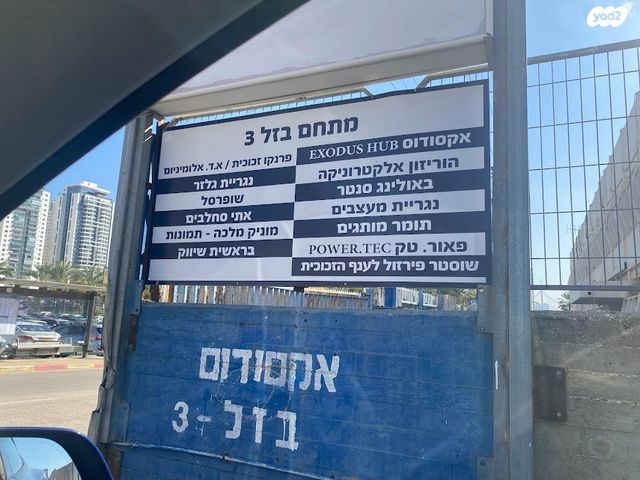 yad2
מתחם בזל 3
אקסודוס EXODUS HUB
הוריזון אלקטרוניקה
באולינג סנטר
נגריית מעצבים
תומר מותגים
פאור. טק POWER.TEC
שוסטר פירזול לענף הזכוכית
פרנקו זכוכית / א.ד. אלומיניום
נגריית גלזר
שופרסל
אתי סחלבים
מוניק מלכה - תמונות
בראשית שיווק
אקסודוס
בזל - 3